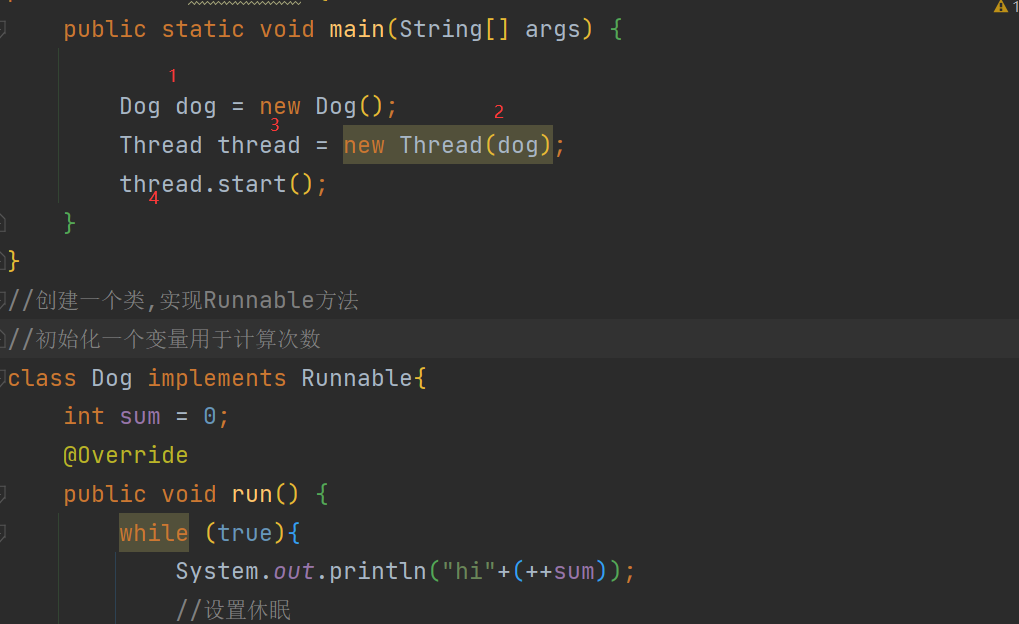 public static void main(String[] args) {
1
Dog dog = new Dog();
3 2
Thread thread = new Thread(dog);
thread.start();
4
}
}
//创建一个类,实现Runnable方法
//初始化一个变量用于计算次数
class Dog implements Runnable{
int sum = 0;
@Override
public void run() {
while (true){
System.out.println("hi"+(++sum));
//设置休眠